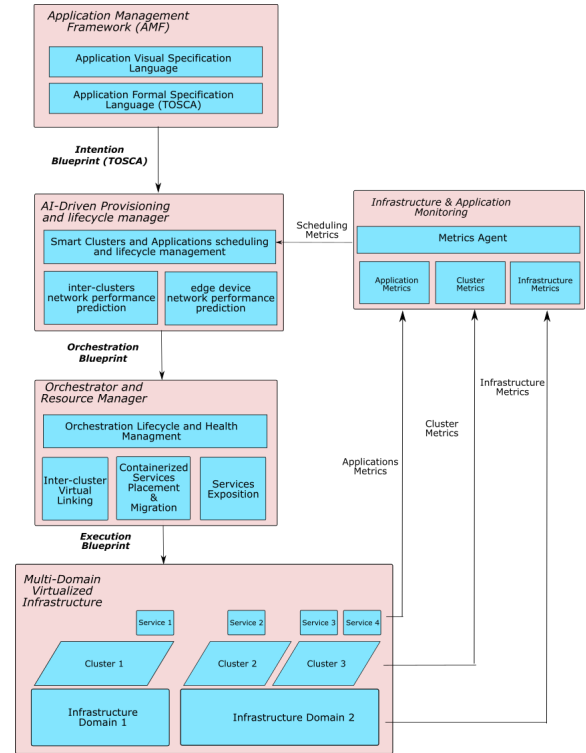 Application Management
Framework (AMF)
Application Visual Specification
Language
Application Formal Specification
Language (TOSCA)
Intention
Blueprint (TOSCA)
AI-Driven Provisioning
and lifecycle manager
Smart Clusters and Applications scheduling
and lifecycle management
inter-clusters
network performance
prediction
edge device
network performance
prediction
Scheduling
Metrics
Infrastructure & Application
Monitoring
Metrics Agent
Application
Metrics
Cluster
Metrics
Infrastructure
Metrics
Orchestration
Blueprint
Orchestrator and
Resource Manager
Orchestration Lifecycle and Health
Managment
Inter-cluster
Virtual
Linking
Containerized
Services
Placement
&
Migration
Services
Exposition
Infrastructure
Metrics
Cluster
Metrics
Applications
Metrics
Execution
Blueprint
Multi-Domain
Virtualized
Infrastructure
Service 1
Service 2
Service 3
Service 4
Cluster 1
Cluster 2
Cluster 3
Infrastructure
Domain 1
Infrastructure Domain 2